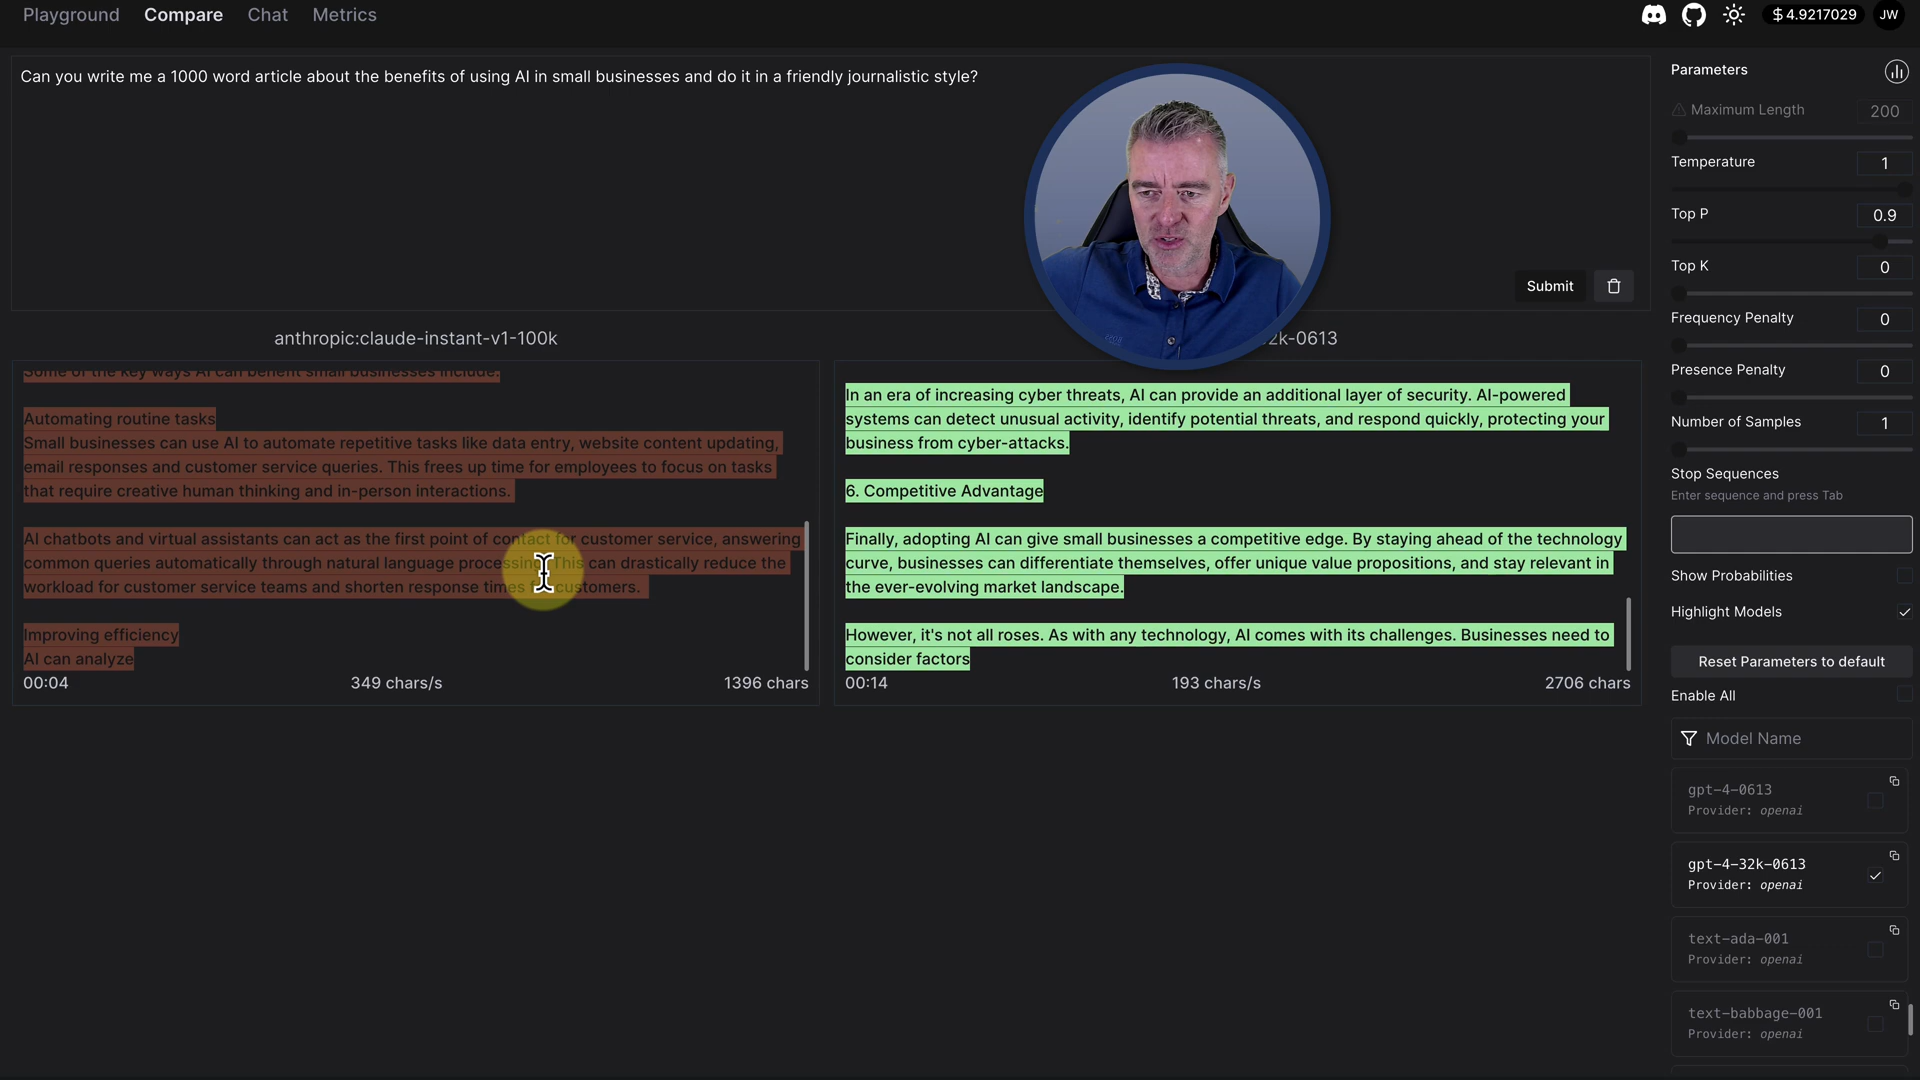 Playground Compare Chat Metrics
$ 4.9217029 JW
Can you write me a 1000 word article about the benefits of using AI in small businesses and do it in a friendly journalistic style?
Submit
anthropic:claude-instant-v1-100k
2k-0613
Some of the key ways AI can benefit small businesses include:
Automating routine tasks
Small businesses can use AI to automate repetitive tasks like data entry, website content updating,
email responses and customer service queries. This frees up time for employees to focus on tasks
that require creative human thinking and in-person interactions.
AI chatbots and virtual assistants can act as the first point of contact for customer service, answering
common queries automatically through natural language processing. This can drastically reduce the
workload for customer service teams and shorten response times for customers.
Improving efficiency
AI can analyze
00:04 349 chars/s 1396 chars
In an era of increasing cyber threats, AI can provide an additional layer of security. AI-powered
systems can detect unusual activity, identify potential threats, and respond quickly, protecting your
business from cyber-attacks.
6. Competitive Advantage
Finally, adopting AI can give small businesses a competitive edge. By staying ahead of the technology
curve, businesses can differentiate themselves, offer unique value propositions, and stay relevant in
the ever-evolving market landscape.
However, it's not all roses. As with any technology, AI comes with its challenges. Businesses need to
consider factors
00:14 193 chars/s 2706 chars
Parameters
Maximum Length 200
Temperature 1
Top P 0.9
Top K 0
Frequency Penalty 0
Presence Penalty 0
Number of Samples 1
Stop Sequences
Enter sequence and press Tab
Show Probabilities
Highlight Models
Reset Parameters to default
Enable All
Model Name
gpt-4-0613
Provider: openai
gpt-4-32k-0613
Provider: openai
text-ada-001
Provider: openai
text-babbage-001
Provider: openai